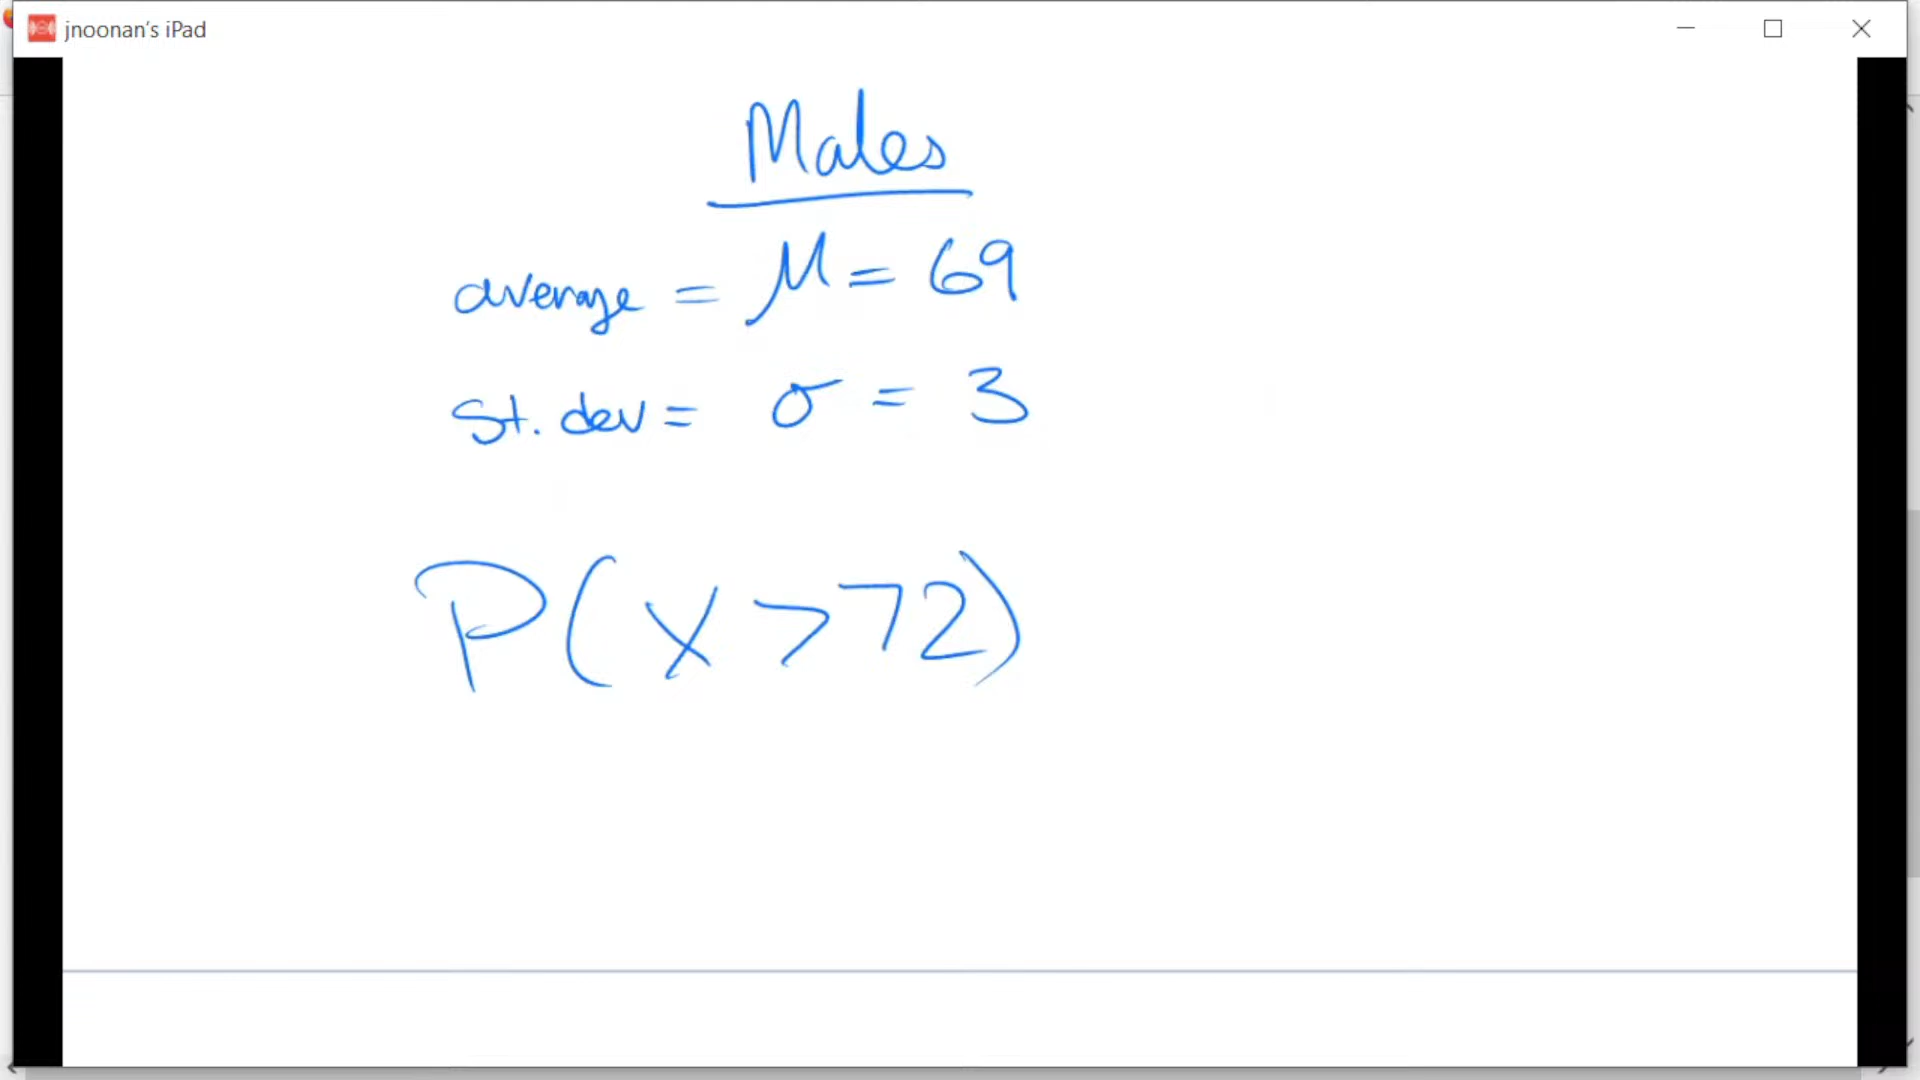 jnoonan's iPad
Males
average = μ = 69
St. dev = σ = 3
P(X > 72)